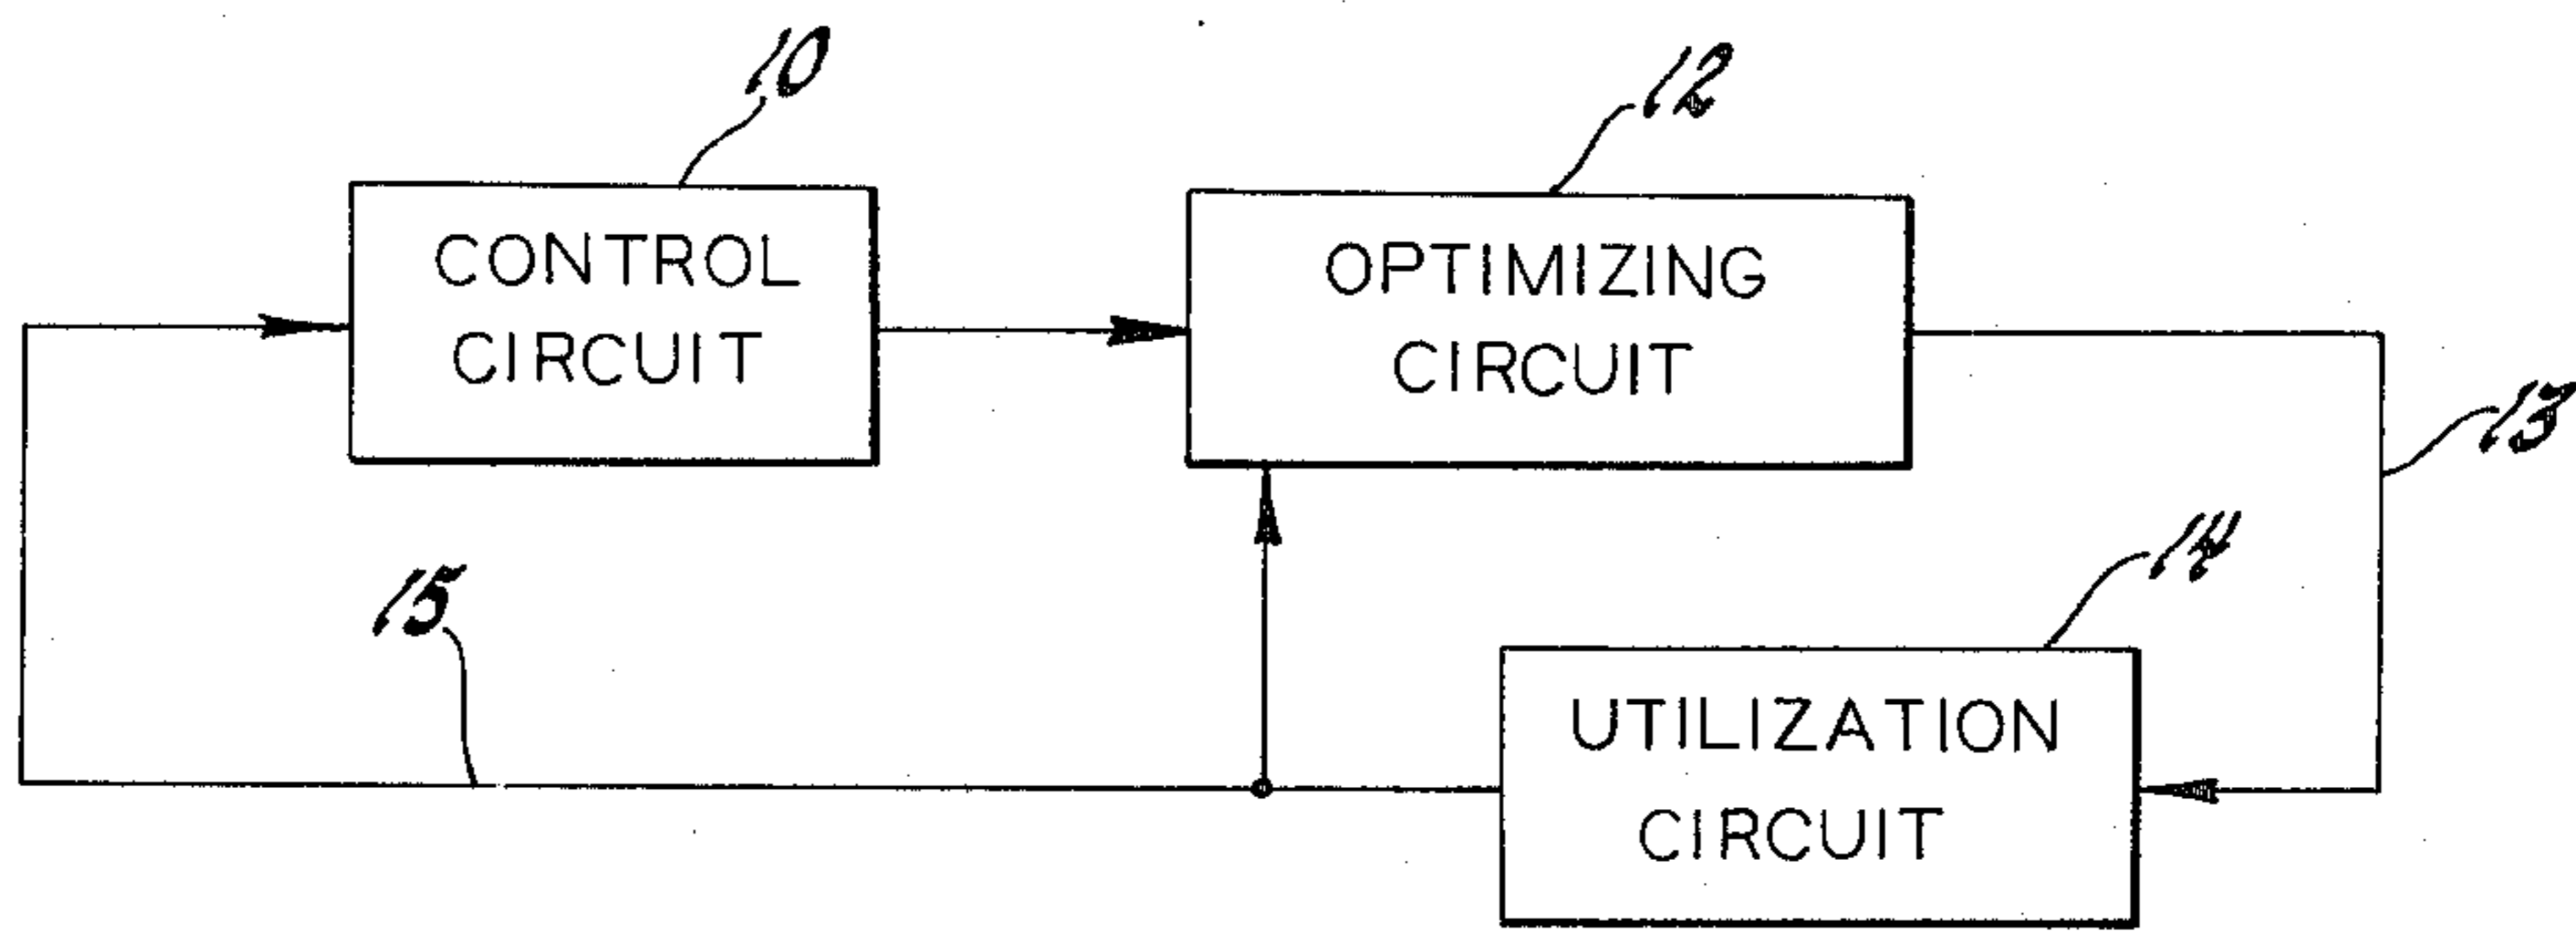 10
12
CONTROL
CIRCUIT
OPTIMIZING
CIRCUIT
13
15
14
UTILIZATION
CIRCUIT